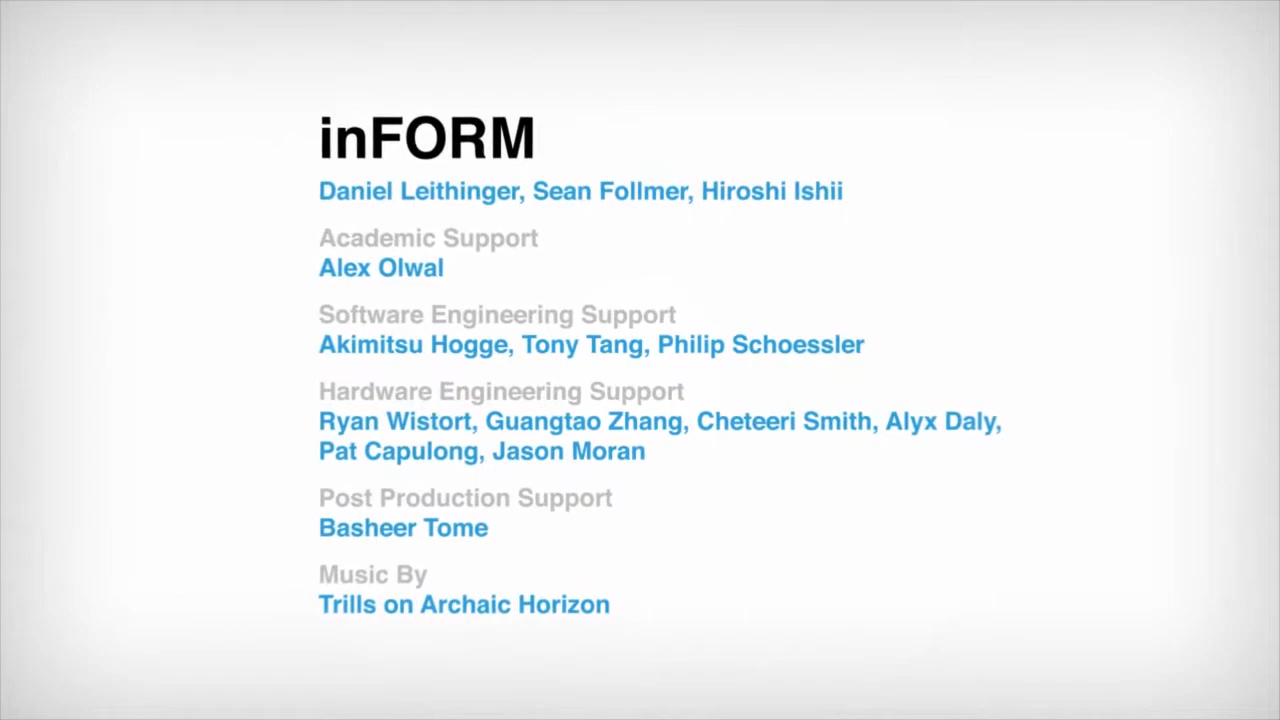 inFORM
Daniel Leithinger, Sean Follmer, Hiroshi Ishii
Academic Support
Alex Olwal
Software Engineering Support
Akimitsu Hogge, Tony Tang, Philip Schoessler
Hardware Engineering Support
Ryan Wistort, Guangtao Zhang, Cheteeri Smith, Alyx Daly,
Pat Capulong, Jason Moran
Post Production Support
Basheer Tome
Music By
Trills on Archaic Horizon